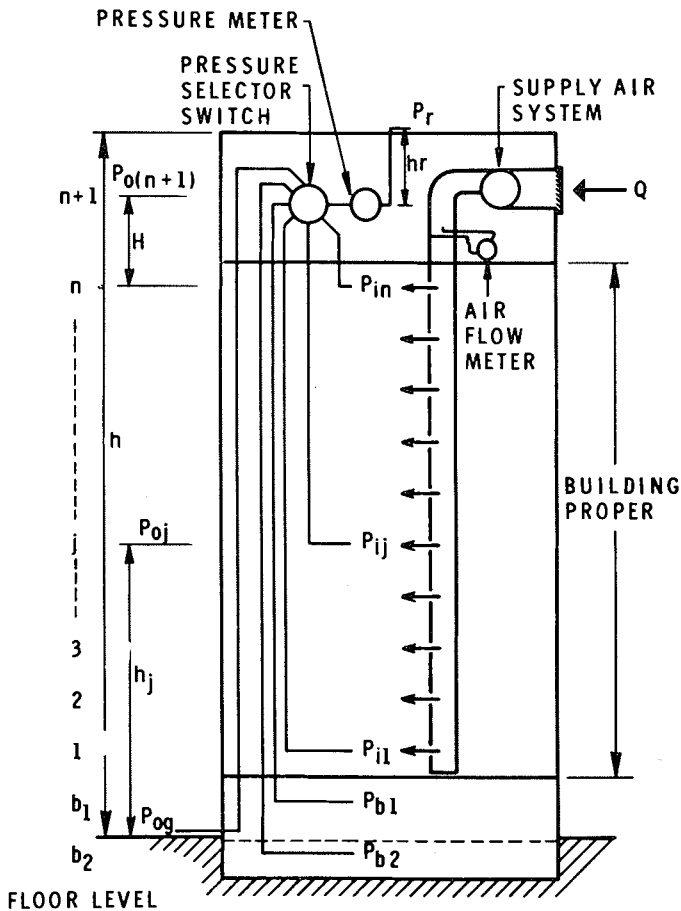 PRESSURE METER
PRESSURE
SELECTOR
SWITCH
SUPPLY AIR
SYSTEM
Pr
hr
Po(n+1)
n+1
Q
H
n
Pin
AIR
FLOW
METER
h
BUILDING
PROPER
Poj
j
Pij
hj
3
2
1
Pi1
b1
Pog
Pb1
b2
Pb2
FLOOR LEVEL